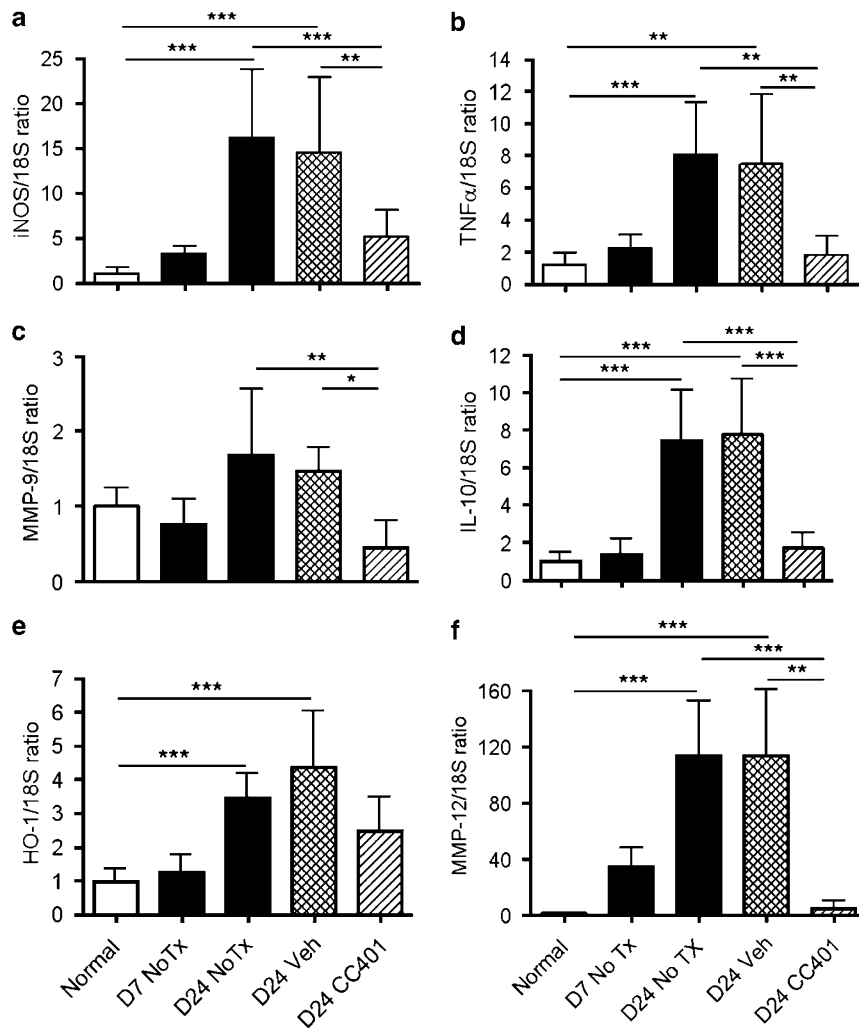 a
***
***
***
**
iNOS/18S ratio
25
20
15
10
5
0
b
**
**
***
**
TNFα/18S ratio
14
12
10
8
6
4
2
0
c
**
*
MMP-9/18S ratio
3
2
1
0
d
***
***
***
***
IL-10/18S ratio
12
10
8
6
4
2
0
e
***
***
HO-1/18S ratio
7
6
5
4
3
2
1
0
Normal
D7 NoTx
D24 NoTx
D24 Veh
D24 CC401
f
***
***
***
**
MMP-12/18S ratio
160
120
80
40
0
Normal
D7 No Tx
D24 No TX
D24 Veh
D24 CC401